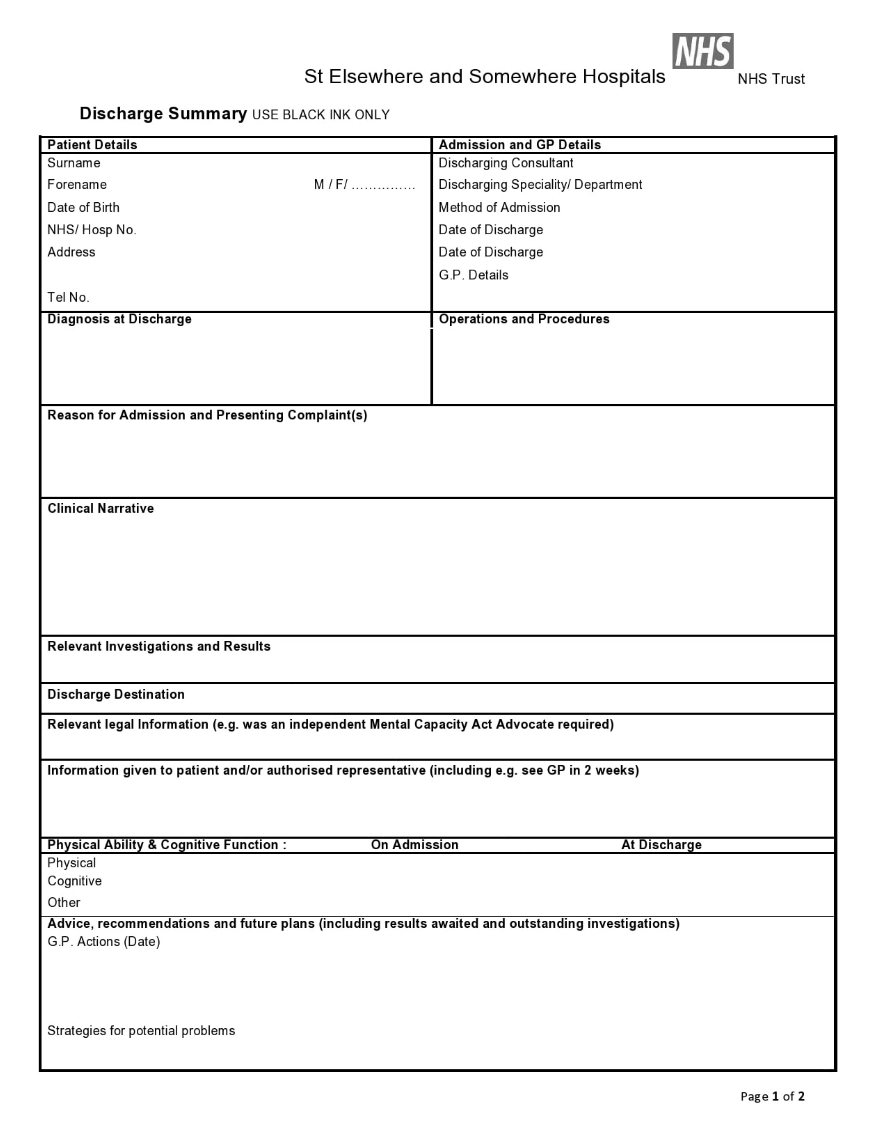 NHS
St Elsewhere and Somewhere Hospitals NHS Trust
Discharge Summary USE BLACK INK ONLY
Patient Details
Surname
Forename M / F/ ……………
Date of Birth
NHS/ Hosp No.
Address
Tel No.
Admission and GP Details
Discharging Consultant
Discharging Speciality/ Department
Method of Admission
Date of Discharge
Date of Discharge
G.P. Details
Diagnosis at Discharge
Operations and Procedures
Reason for Admission and Presenting Complaint(s)
Clinical Narrative
Relevant Investigations and Results
Discharge Destination
Relevant legal Information (e.g. was an independent Mental Capacity Act Advocate required)
Information given to patient and/or authorised representative (including e.g. see GP in 2 weeks)
Physical Ability & Cognitive Function : On Admission At Discharge
Physical
Cognitive
Other
Advice, recommendations and future plans (including results awaited and outstanding investigations)
G.P. Actions (Date)
Strategies for potential problems
Page 1 of 2